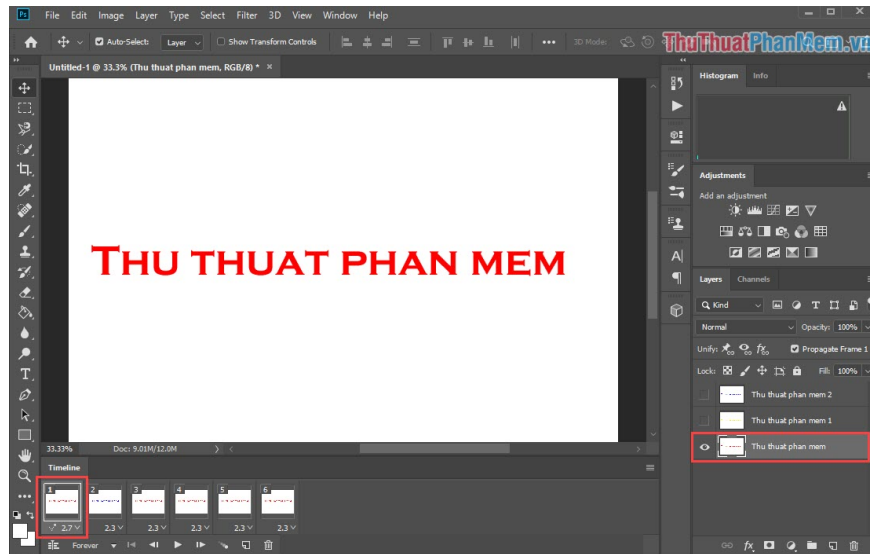 Ps File Edit Image Layer Type Select Filter 3D View Window Help
Auto-Select: Layer Show Transform Controls 3D Mode:
ThuThuatPhanMem.vn
Untitled-1 @ 33.3% (Thu thuat phan mem, RGB/8) * ×
THU THUAT PHAN MEM
33.33% Doc: 9.01M/12.0M
Timeline
1 2 3 4 5 6
2.7 2.3 2.3 2.3 2.3 2.3
Forever
Histogram Info
Adjustments
Add an adjustment
Layers Channels
Kind
Normal Opacity: 100%
Unify: Propagate Frame 1
Lock: Fill: 100%
Thu thuat phan mem 2
Thu thuat phan mem 1
Thu thuat phan mem